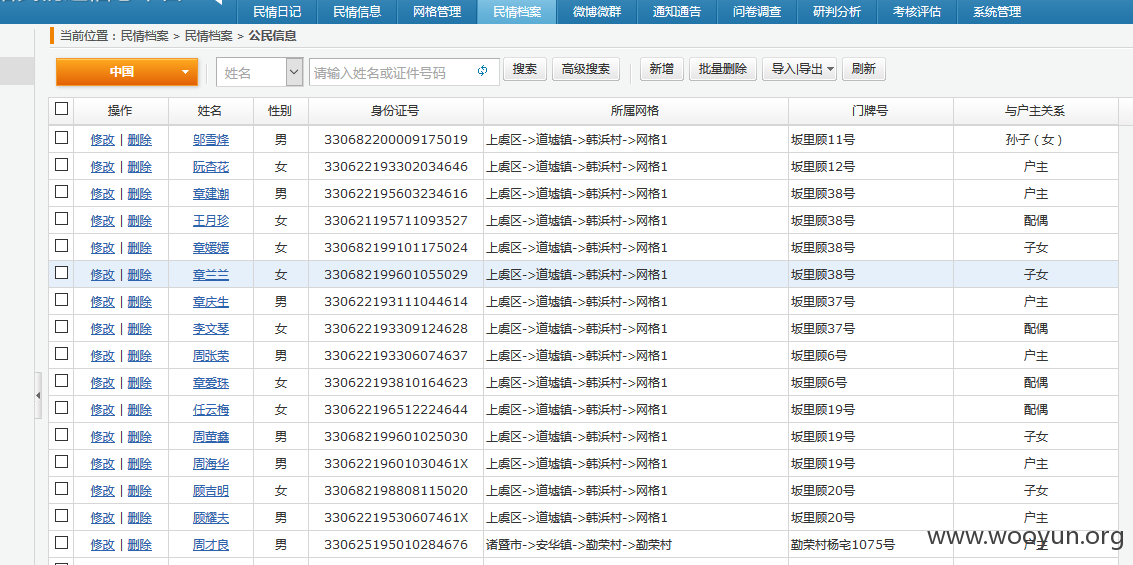 民情日记 民情信息 网格管理 民情档案 微博微群 通知通告 问卷调查 研判分析 考核评估 系统管理
当前位置：民情档案 > 民情档案 > 公民信息
中国 姓名 请输入姓名或证件号码 搜索 高级搜索 新增 批量删除 导入|导出 刷新
操作 姓名 性别 身份证号 所属网格 门牌号 与户主关系
修改 | 删除 邬雪烽 男 330682200009175019 上虞区->道墟镇->韩浜村->网格1 坂里顾11号 孙子（女）
修改 | 删除 阮杏花 女 330622193302034646 上虞区->道墟镇->韩浜村->网格1 坂里顾12号 户主
修改 | 删除 章建潮 男 330622195603234616 上虞区->道墟镇->韩浜村->网格1 坂里顾38号 户主
修改 | 删除 王月珍 女 330621195711093527 上虞区->道墟镇->韩浜村->网格1 坂里顾38号 配偶
修改 | 删除 章媛媛 女 330682199101175024 上虞区->道墟镇->韩浜村->网格1 坂里顾38号 子女
修改 | 删除 章兰兰 女 330682199601055029 上虞区->道墟镇->韩浜村->网格1 坂里顾38号 子女
修改 | 删除 章庆生 男 330622193111044614 上虞区->道墟镇->韩浜村->网格1 坂里顾37号 户主
修改 | 删除 李文琴 女 330622193309124628 上虞区->道墟镇->韩浜村->网格1 坂里顾37号 配偶
修改 | 删除 周张荣 男 330622193306074637 上虞区->道墟镇->韩浜村->网格1 坂里顾6号 户主
修改 | 删除 章爱珠 女 330622193810164623 上虞区->道墟镇->韩浜村->网格1 坂里顾6号 配偶
修改 | 删除 任云梅 女 330622196512224644 上虞区->道墟镇->韩浜村->网格1 坂里顾19号 配偶
修改 | 删除 周苗鑫 男 330682199601025030 上虞区->道墟镇->韩浜村->网格1 坂里顾19号 子女
修改 | 删除 周海华 男 33062219601030461X 上虞区->道墟镇->韩浜村->网格1 坂里顾19号 户主
修改 | 删除 顾吉明 女 330682198808115020 上虞区->道墟镇->韩浜村->网格1 坂里顾20号 子女
修改 | 删除 顾耀夫 男 33062219530607461X 上虞区->道墟镇->韩浜村->网格1 坂里顾20号 户主
修改 | 删除 周才良 男 330625195010284676 诸暨市->安华镇->勤荣村->勤荣村 勤荣村杨宅1075号 户主
www.wooyun.org